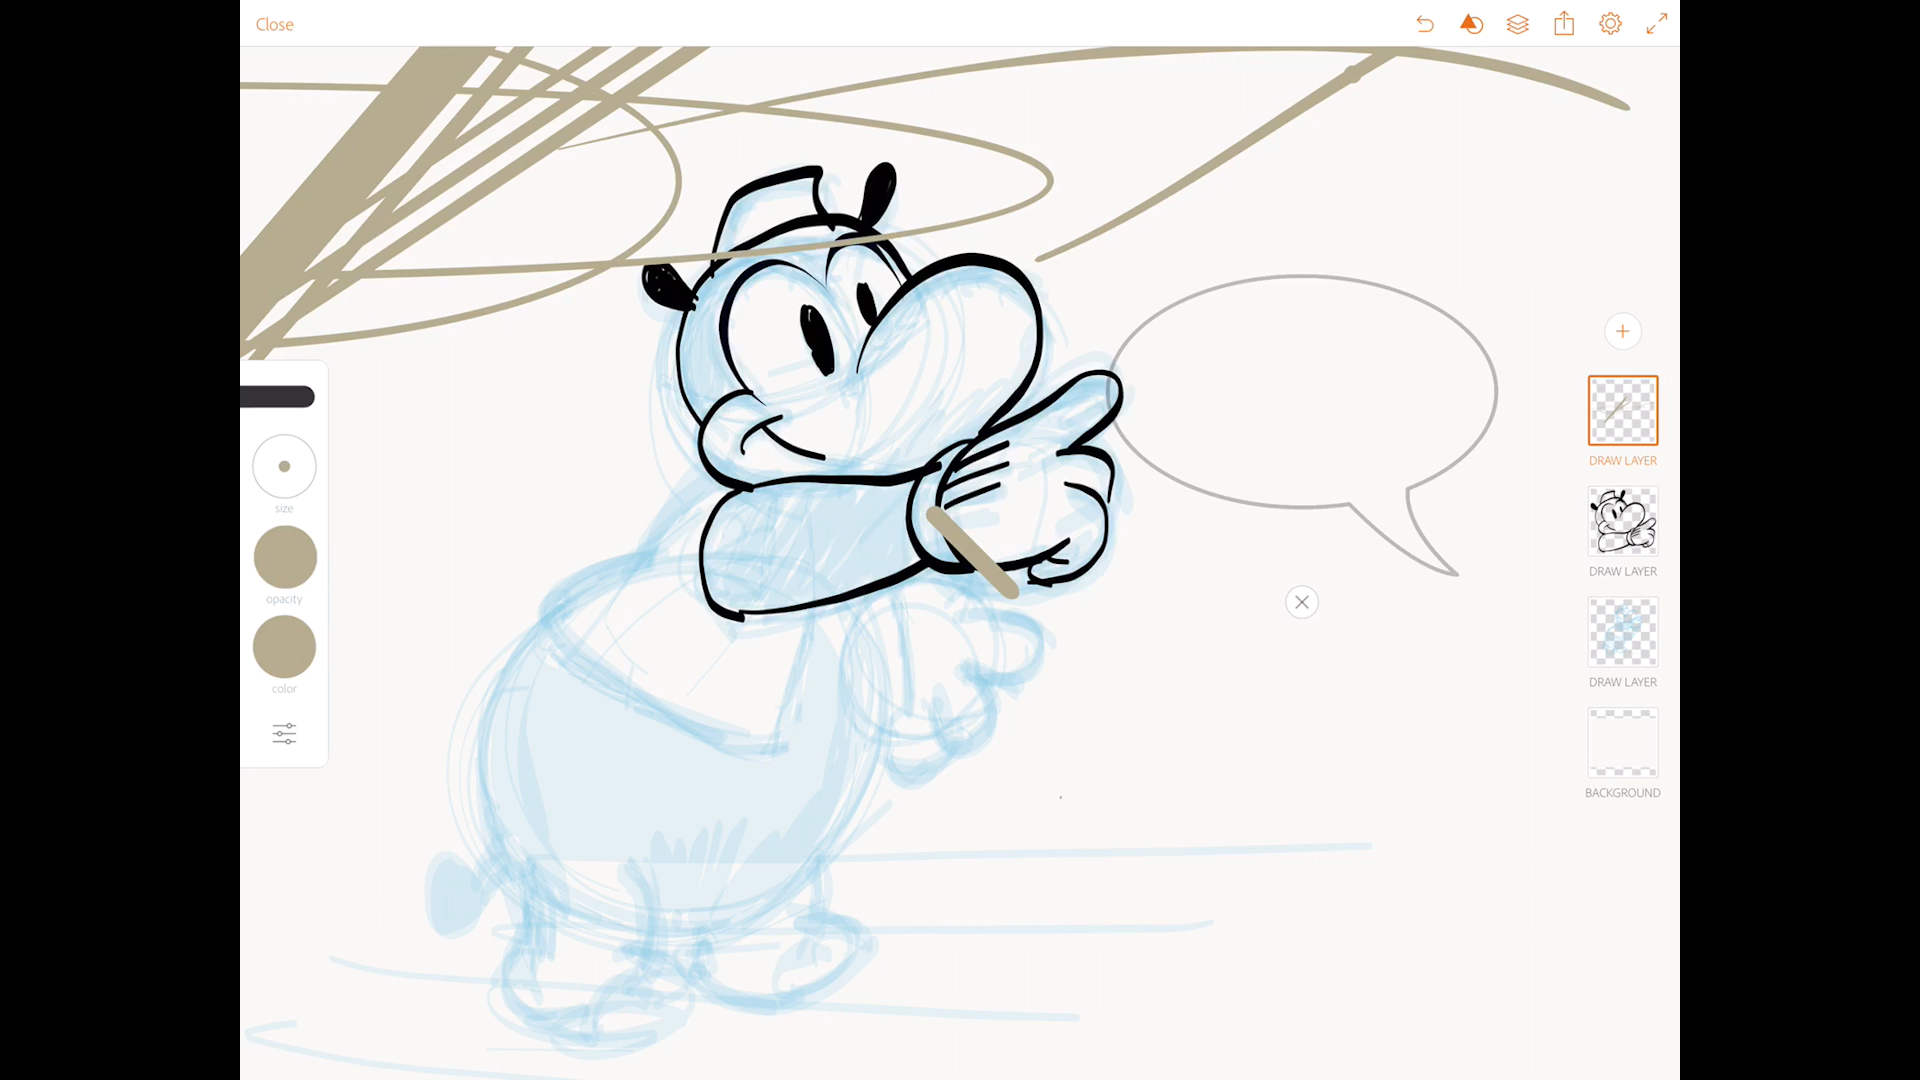 Close
size
opacity
color
DRAW LAYER
DRAW LAYER
DRAW LAYER
BACKGROUND